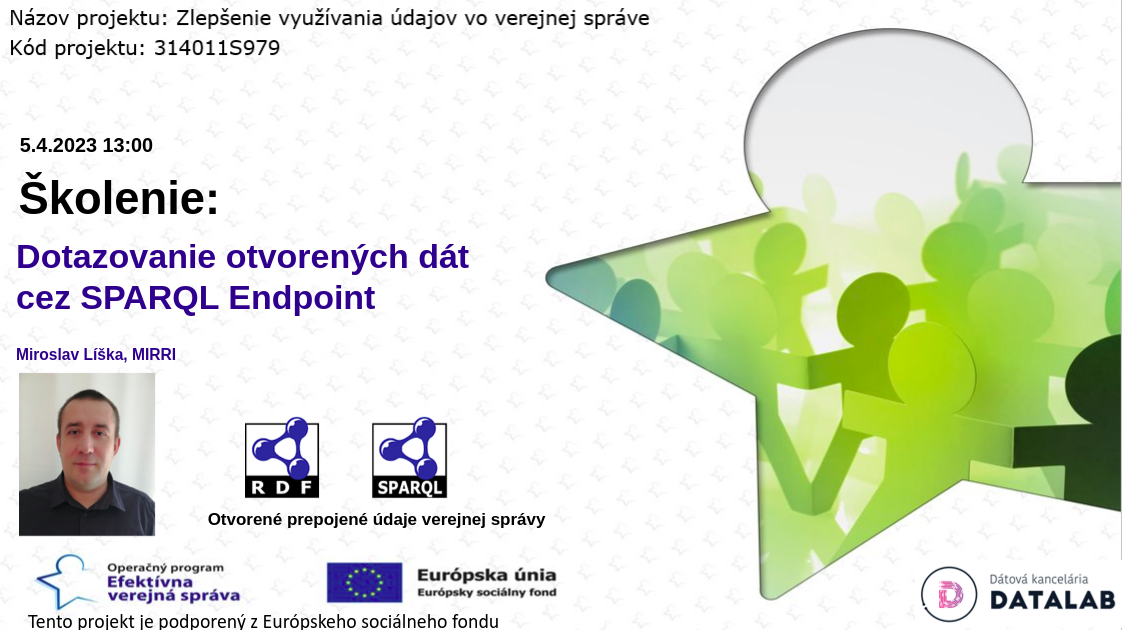 Názov projektu: Zlepšenie využívania údajov vo verejnej správe
Kód projektu: 314011S979
5.4.2023 13:00
Školenie:
Dotazovanie otvorených dát
cez SPARQL Endpoint
Miroslav Líška, MIRRI
RDF
SPARQL
Otvorené prepojené údaje verejnej správy
Operačný program
Efektívna
verejná správa
Európska únia
Európsky sociálny fond
Tento projekt je podporený z Európskeho sociálneho fondu
Dátová kancelária
DATALAB